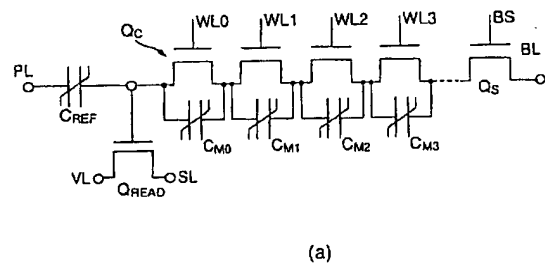 QC
WL0 WL1 WL2 WL3 BS
PL BL
CREF QS
CM0 CM1 CM2 CM3
VL SL
QREAD
(a)